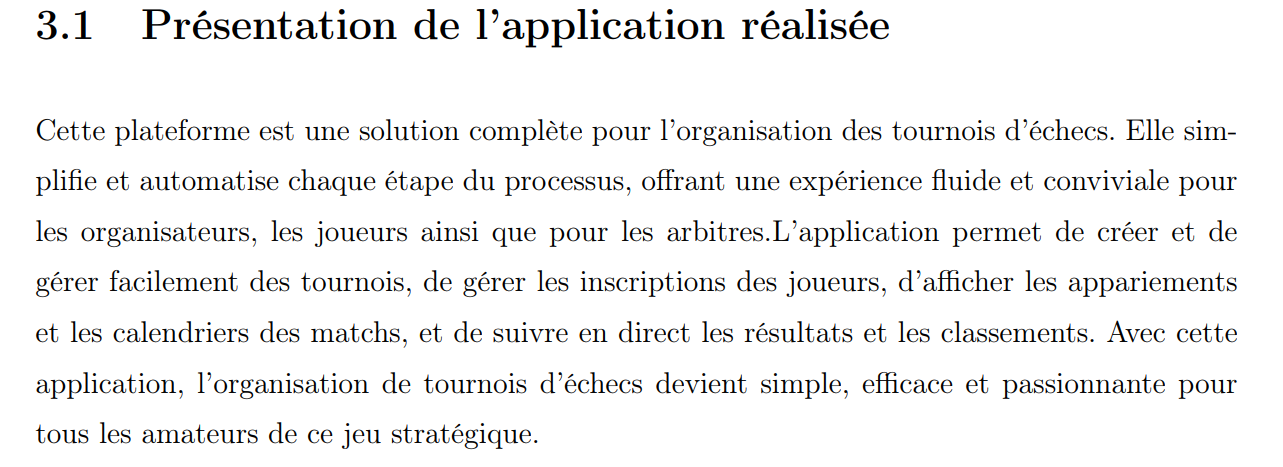 3.1 Présentation de l'application réalisée
Cette plateforme est une solution complète pour l'organisation des tournois d'échecs. Elle sim-
plifie et automatise chaque étape du processus, offrant une expérience fluide et conviviale pour
les organisateurs, les joueurs ainsi que pour les arbitres.L'application permet de créer et de
gérer facilement des tournois, de gérer les inscriptions des joueurs, d'afficher les appariements
et les calendriers des matchs, et de suivre en direct les résultats et les classements. Avec cette
application, l'organisation de tournois d'échecs devient simple, efficace et passionnante pour
tous les amateurs de ce jeu stratégique.